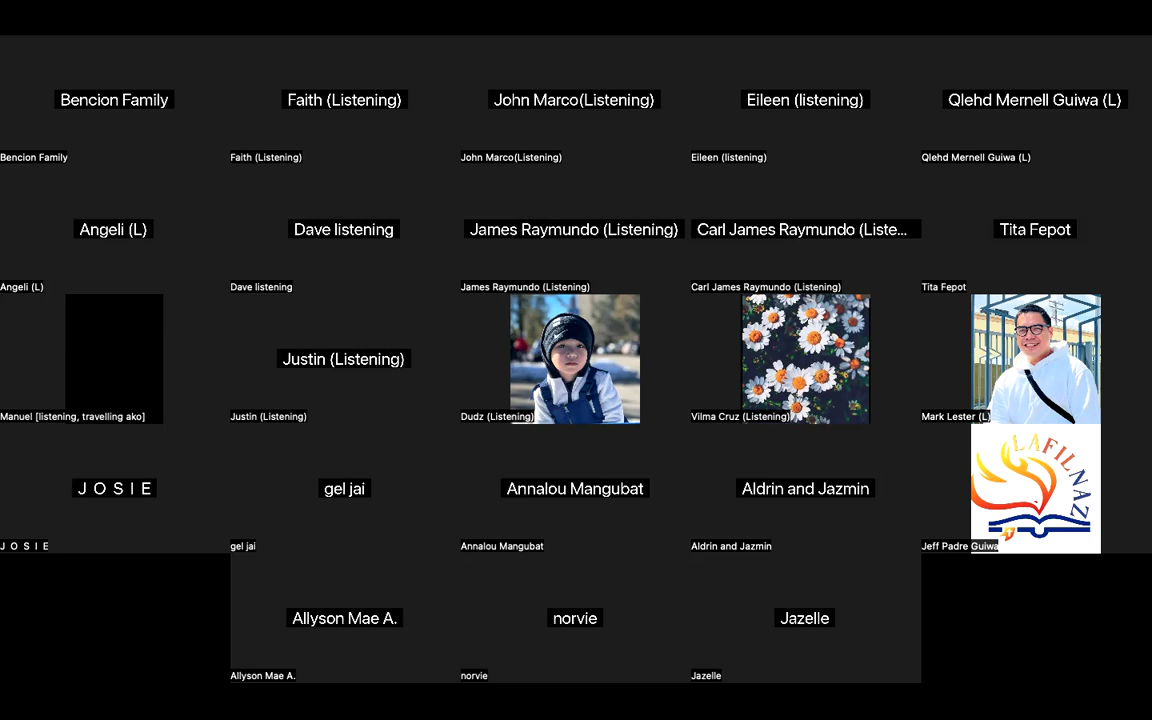 Bencion Family
Faith (Listening)
John Marco(Listening)
Eileen (listening)
Qlehd Mernell Guiwa (L)
Bencion Family
Faith (Listening)
John Marco(Listening)
Eileen (listening)
Qlehd Mernell Guiwa (L)
Angeli (L)
Dave listening
James Raymundo (Listening)
Carl James Raymundo (Liste...
Tita Fepot
Angeli (L)
Dave listening
James Raymundo (Listening)
Carl James Raymundo (Listening)
Tita Fepot
Justin (Listening)
Manuel [listening, travelling ako]
Justin (Listening)
Dudz (Listening)
Vilma Cruz (Listening)
Mark Lester (L)
J O S I E
gel jai
Annalou Mangubat
Aldrin and Jazmin
LAFILNAZ
J O S I E
gel jai
Annalou Mangubat
Aldrin and Jazmin
Jeff Padre Guiwa
Allyson Mae A.
norvie
Jazelle
Allyson Mae A.
norvie
Jazelle